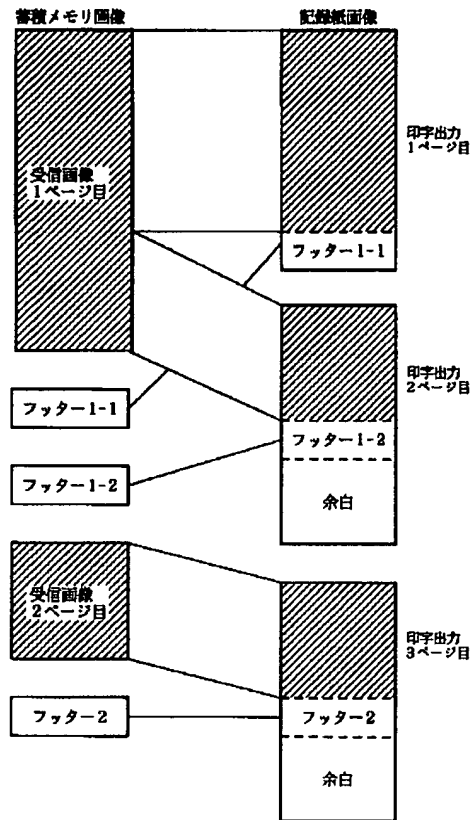 蓄積メモリ画像
記録紙画像
受信画像
1ページ目
印字出力
1ページ目
フッター1-1
フッター1-1
印字出力
2ページ目
フッター1-2
フッター1-2
余白
受信画像
2ページ目
印字出力
3ページ目
フッター2
フッター2
余白